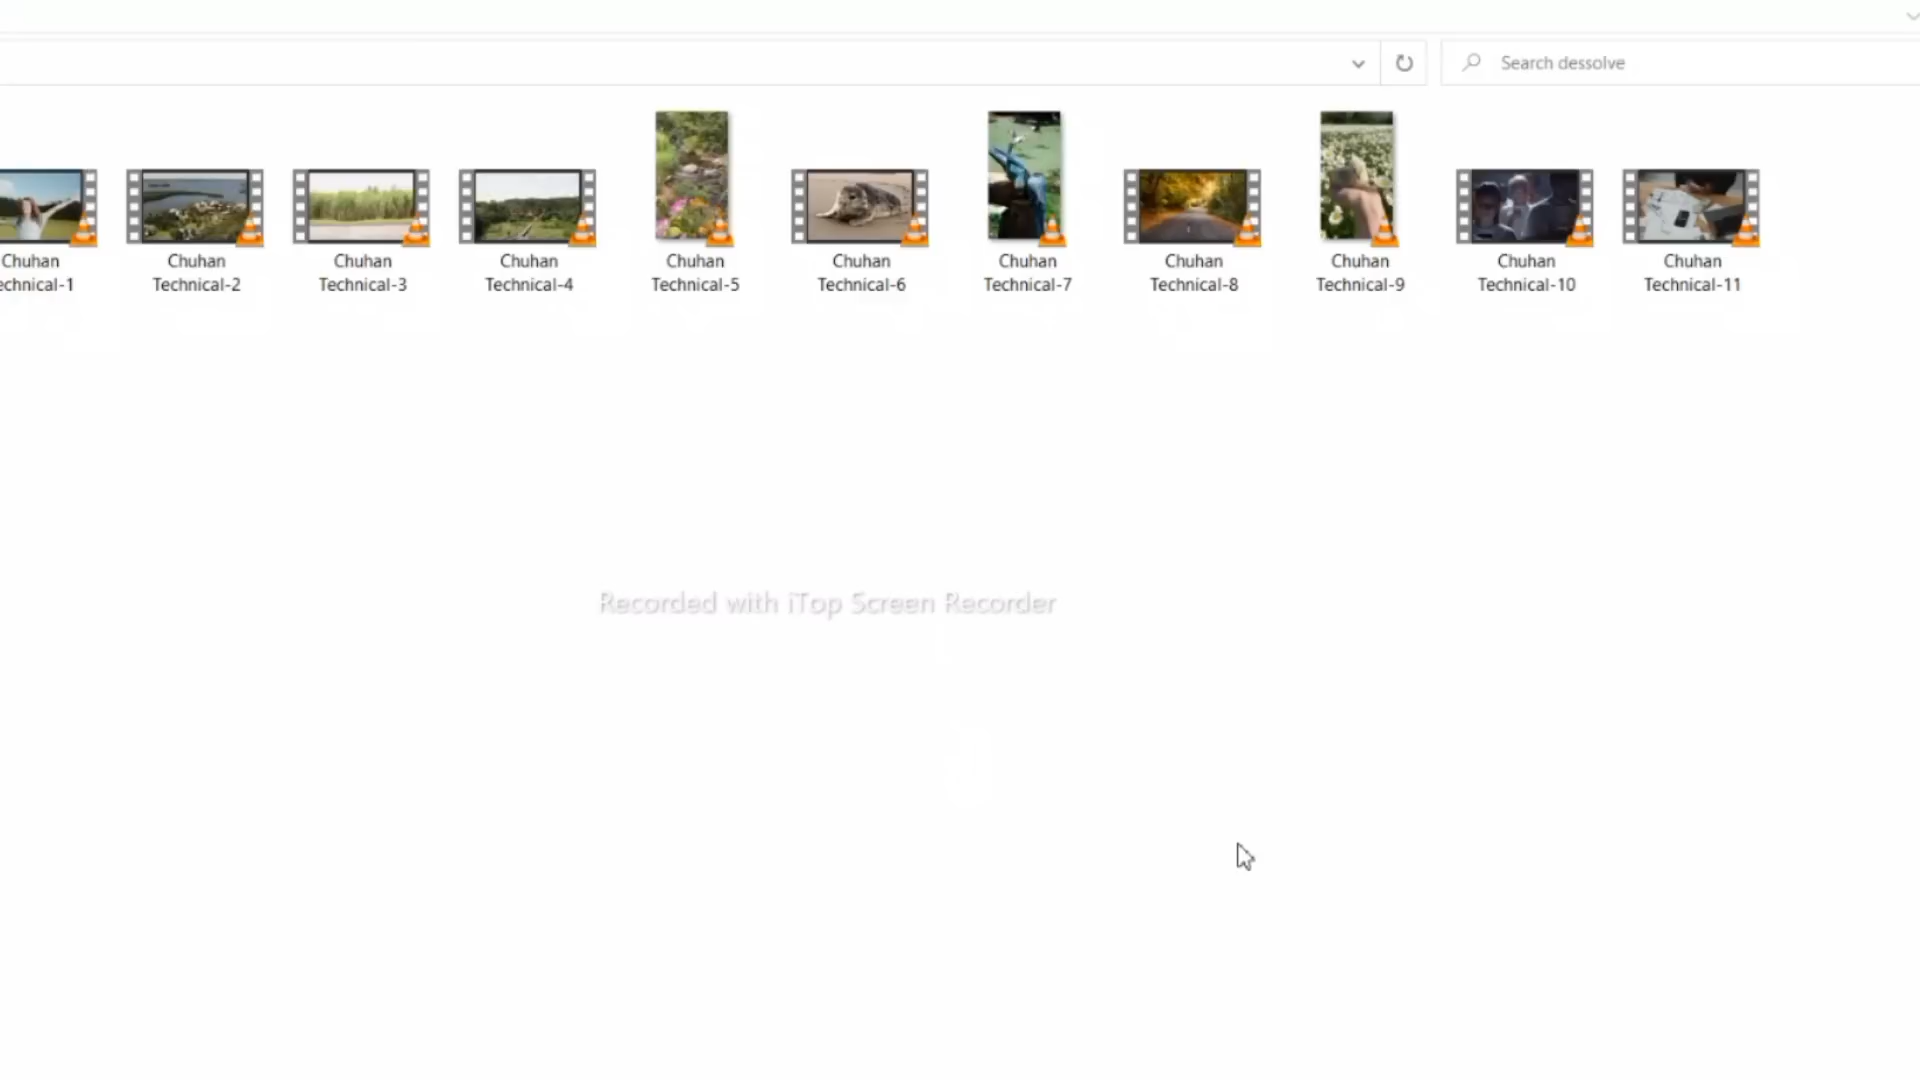 Search dessolve
Chuhan
echnical-1
Chuhan
Technical-2
Chuhan
Technical-3
Chuhan
Technical-4
Chuhan
Technical-5
Chuhan
Technical-6
Chuhan
Technical-7
Chuhan
Technical-8
Chuhan
Technical-9
Chuhan
Technical-10
Chuhan
Technical-11
Recorded with iTop Screen Recorder